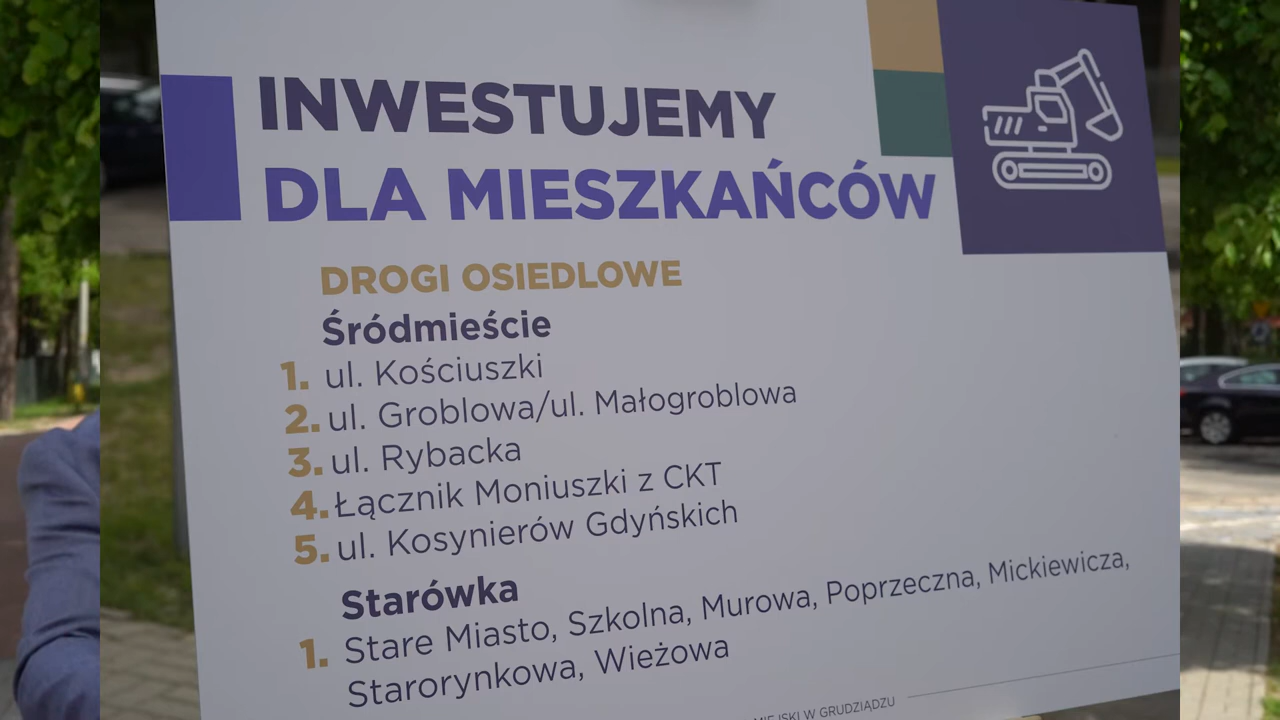 INWESTUJEMY
DLA MIESZKAŃCÓW
DROGI OSIEDLOWE
Śródmieście
1. ul. Kościuszki
2. ul. Groblowa/ul. Małogroblowa
3. ul. Rybacka
4. Łącznik Moniuszki z CKT
5. ul. Kosynierów Gdyńskich
Starówka
1. Stare Miasto, Szkolna, Murowa, Poprzeczna, Mickiewicza,
Starorynkowa, Wieżowa
W GRUDZIĄDZU